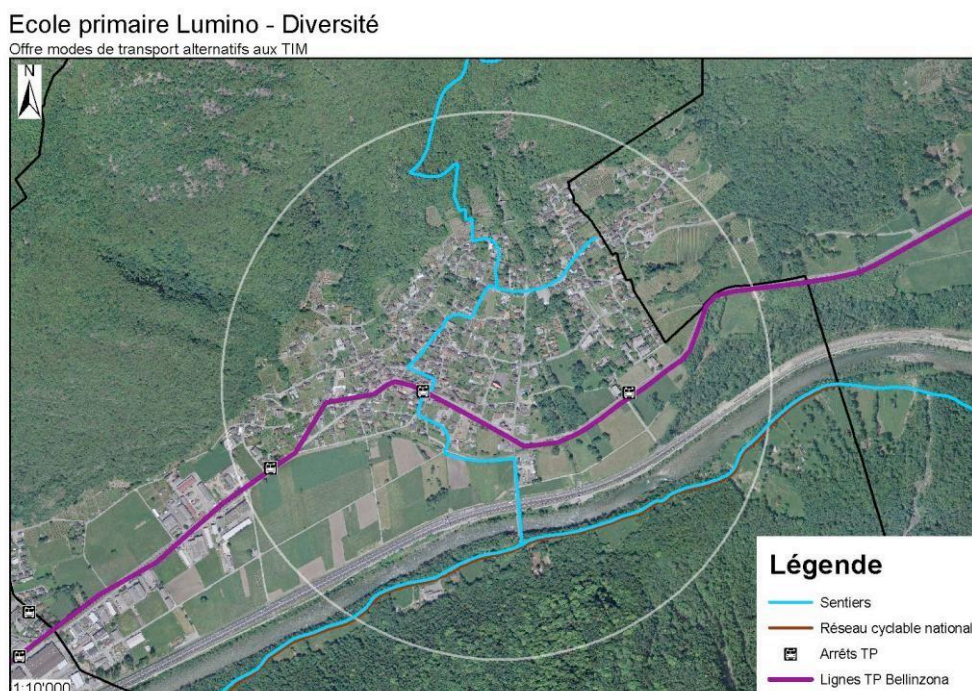 Ecole primaire Lumino - Diversité
Offre modes de transport alternatifs aux TIM
N
Légende
Sentiers
Réseau cyclable national
Arrêts TP
Lignes TP Bellinzona
1:10'000